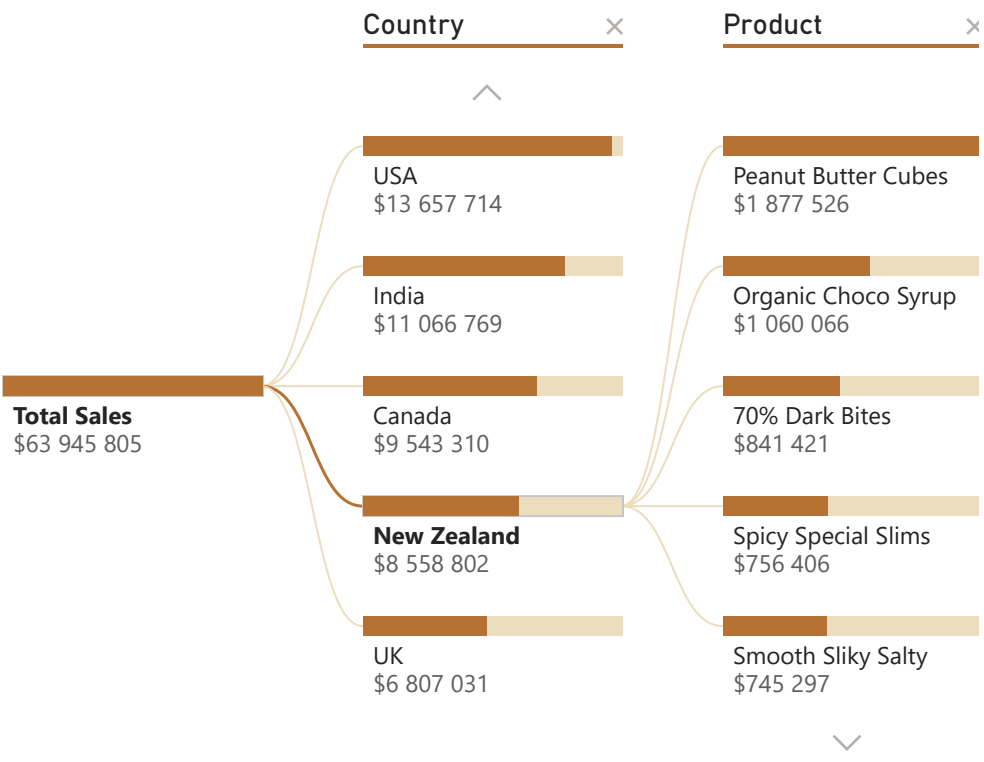 Country
Product
USA
$13 657 714
Peanut Butter Cubes
$1 877 526
India
$11 066 769
Organic Choco Syrup
$1 060 066
Total Sales
$63 945 805
Canada
$9 543 310
70% Dark Bites
$841 421
New Zealand
$8 558 802
Spicy Special Slims
$756 406
UK
$6 807 031
Smooth Sliky Salty
$745 297